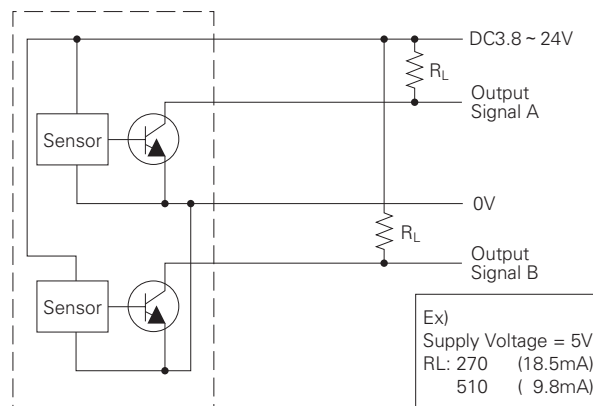 DC3.8 ~ 24V
RL
Output
Signal A
Sensor
0V
RL
Output
Signal B
Sensor
Ex)
Supply Voltage = 5V
RL: 270 (18.5mA)
510 ( 9.8mA)